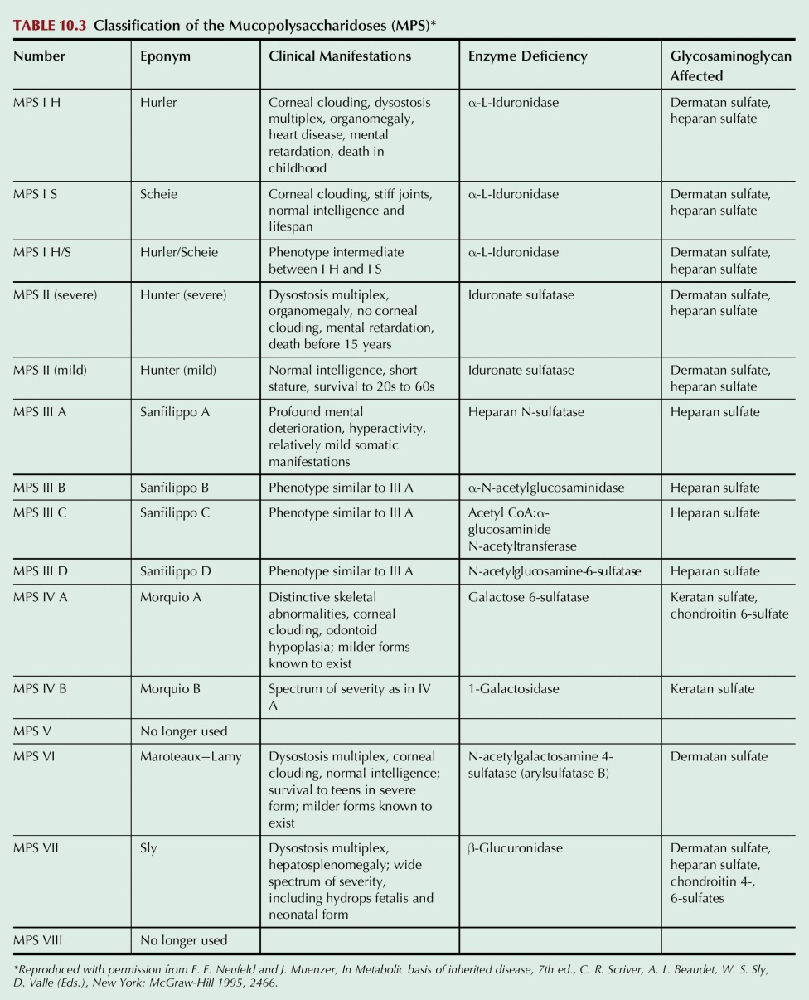 TABLE 10.3 Classification of the Mucopolysaccharidoses (MPS)*
Number Eponym Clinical Manifestations Enzyme Deficiency Glycosaminoglycan
Affected
MPS I H Hurler Corneal clouding, dysostosis α-L-Iduronidase Dermatan sulfate,
multiplex, organomegaly, heparan sulfate
heart disease, mental
retardation, death in
childhood
MPS I S Scheie Corneal clouding, stiff joints, α-L-Iduronidase Dermatan sulfate,
normal intelligence and heparan sulfate
lifespan
MPS I H/S Hurler/Scheie Phenotype intermediate α-L-Iduronidase Dermatan sulfate,
between I H and I S heparan sulfate
MPS II (severe) Hunter (severe) Dysostosis multiplex, Iduronate sulfatase Dermatan sulfate,
organomegaly, no corneal heparan sulfate
clouding, mental retardation,
death before 15 years
MPS II (mild) Hunter (mild) Normal intelligence, short Iduronate sulfatase Dermatan sulfate,
stature, survival to 20s to 60s heparan sulfate
MPS III A Sanfilippo A Profound mental Heparan N-sulfatase Heparan sulfate
deterioration, hyperactivity,
relatively mild somatic
manifestations
MPS III B Sanfilippo B Phenotype similar to III A α-N-acetylglucosaminidase Heparan sulfate
MPS III C Sanfilippo C Phenotype similar to III A Acetyl CoA:α- Heparan sulfate
glucosaminide
N-acetyltransferase
MPS III D Sanfilippo D Phenotype similar to III A N-acetylglucosamine-6-sulfatase Heparan sulfate
MPS IV A Morquio A Distinctive skeletal Galactose 6-sulfatase Keratan sulfate,
abnormalities, corneal chondroitin 6-sulfate
clouding, odontoid
hypoplasia; milder forms
known to exist
MPS IV B Morquio B Spectrum of severity as in IV 1-Galactosidase Keratan sulfate
A
MPS V No longer used
MPS VI Maroteaux−Lamy Dysostosis multiplex, corneal N-acetylgalactosamine 4- Dermatan sulfate
clouding, normal intelligence; sulfatase (arylsulfatase B)
survival to teens in severe
form; milder forms known to
exist
MPS VII Sly Dysostosis multiplex, β-Glucuronidase Dermatan sulfate,
hepatosplenomegaly; wide heparan sulfate,
spectrum of severity, chondroitin 4-,
including hydrops fetalis and 6-sulfates
neonatal form
MPS VIII No longer used
*Reproduced with permission from E. F. Neufeld and J. Muenzer, In Metabolic basis of inherited disease, 7th ed., C. R. Scriver, A. L. Beaudet, W. S. Sly,
D. Valle (Eds.), New York: McGraw-Hill 1995, 2466.